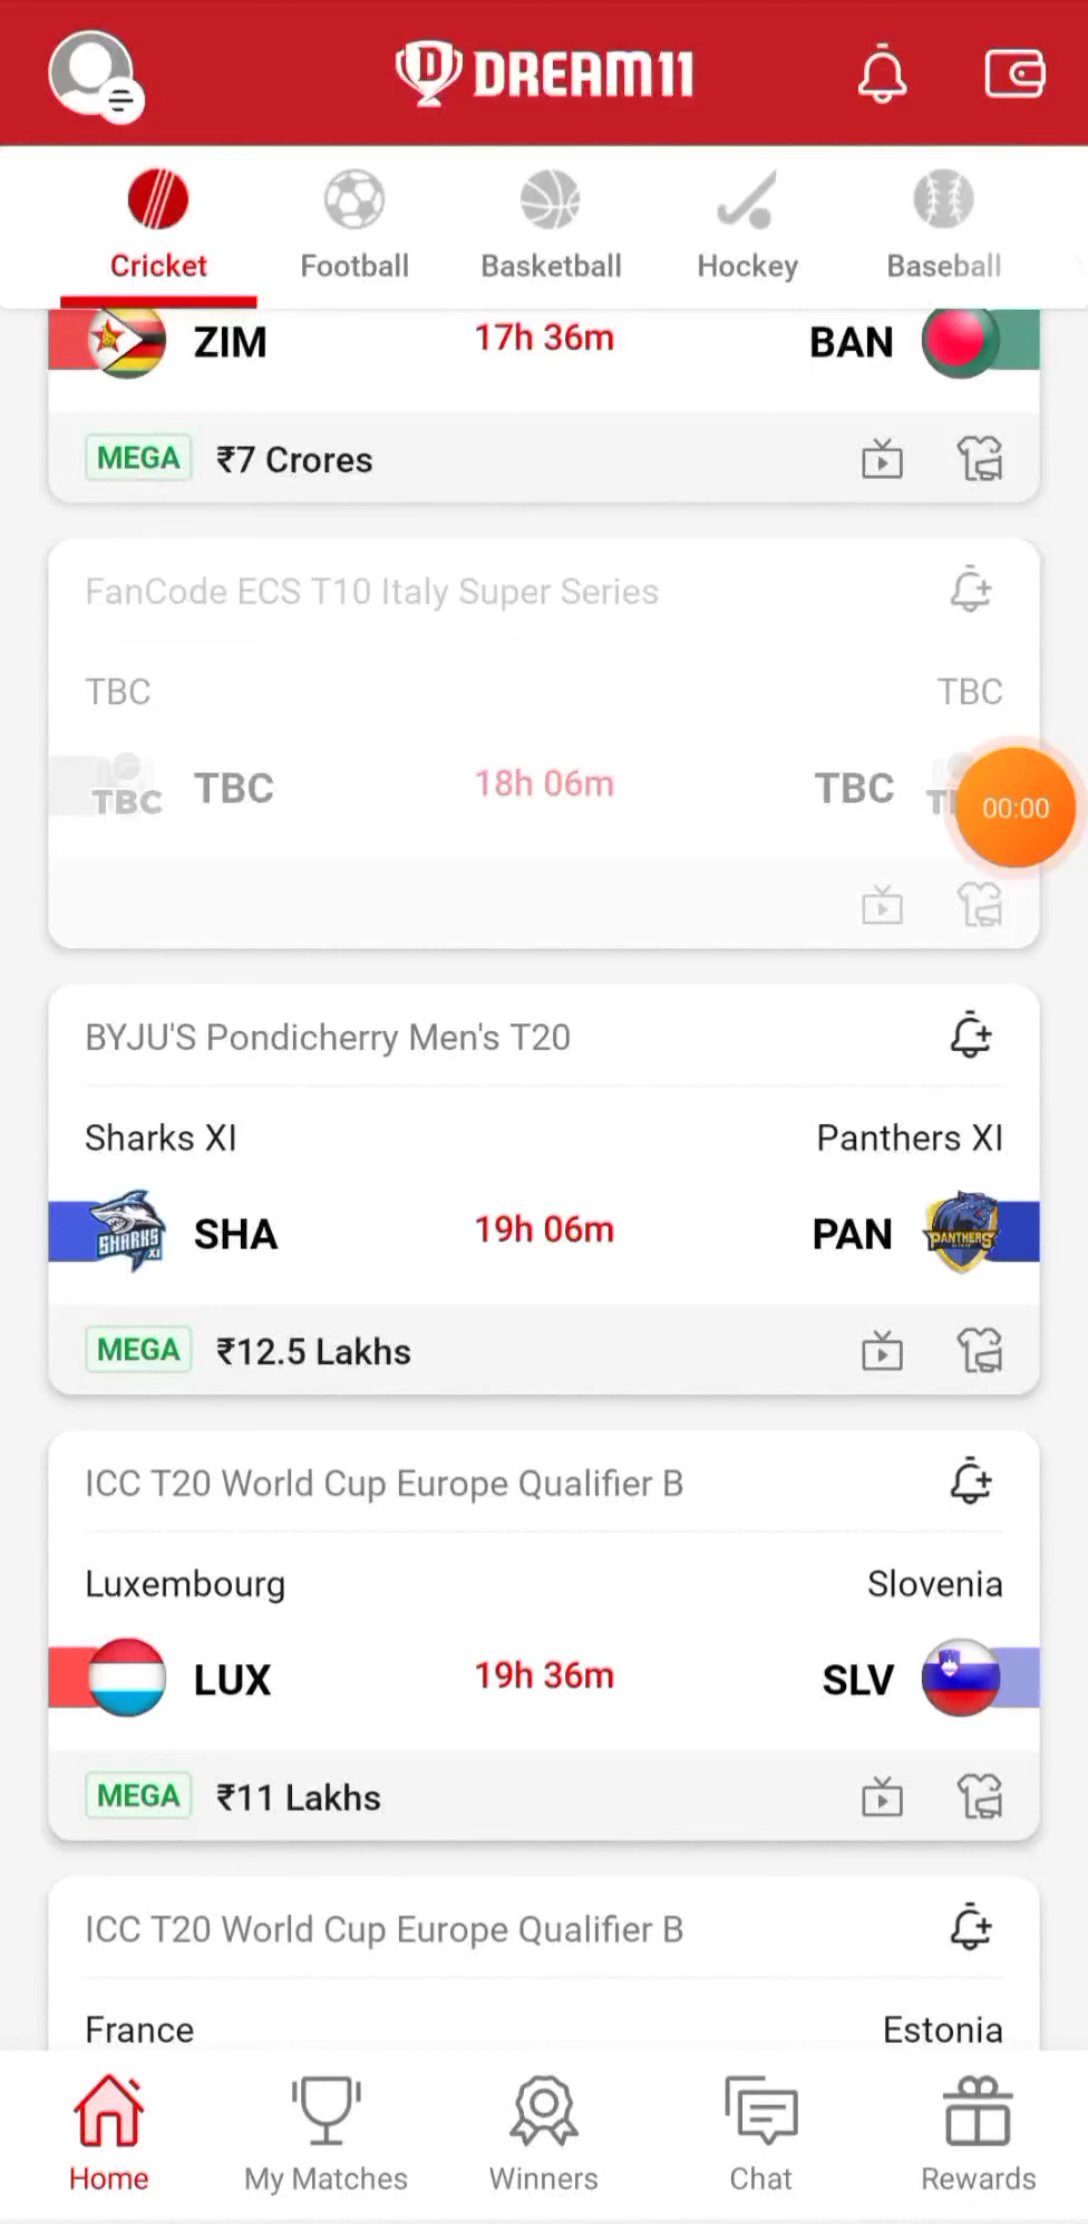 DREAM11
Cricket Football Basketball Hockey Baseball
ZIM 17h 36m BAN
MEGA ₹7 Crores
FanCode ECS T10 Italy Super Series
TBC TBC
TBC TBC 18h 06m TBC
00:00
BYJU'S Pondicherry Men's T20
Sharks XI Panthers XI
SHARKS XI SHA 19h 06m PAN PANTHERS
MEGA ₹12.5 Lakhs
ICC T20 World Cup Europe Qualifier B
Luxembourg Slovenia
LUX 19h 36m SLV
MEGA ₹11 Lakhs
ICC T20 World Cup Europe Qualifier B
France Estonia
Home My Matches Winners Chat Rewards